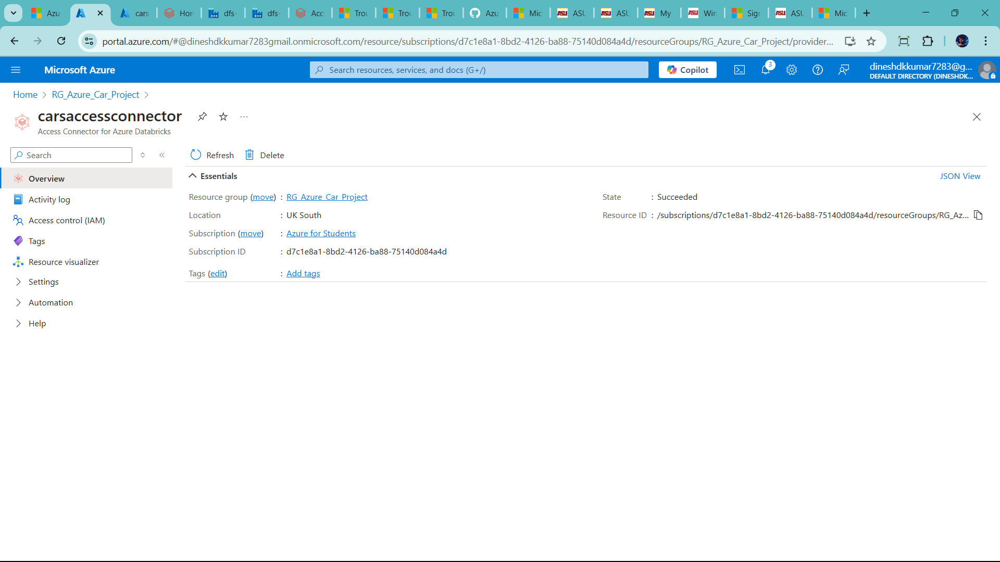 Azu
cars
Hon
dfs-
dfs-
Acc
Trou
Trou
Trou
Azu
Mic
ASU
ASU
My
Win
Sign
ASU
Mic
portal.azure.com/#@dineshdkkumar7283gmail.onmicrosoft.com/resource/subscriptions/d7c1e8a1-8bd2-4126-ba88-75140d084a4d/resourceGroups/RG_Azure_Car_Project/provider...
Microsoft Azure
Search resources, services, and docs (G+/)
Copilot
3
dineshdkkumar7283@g...
DEFAULT DIRECTORY (DINESHDK...
Home > RG_Azure_Car_Project >
carsaccessconnector
Access Connector for Azure Databricks
Search
Refresh
Delete
Overview
Activity log
Access control (IAM)
Tags
Resource visualizer
Settings
Automation
Help
Essentials
JSON View
Resource group (move) : RG_Azure_Car_Project
Location : UK South
Subscription (move) : Azure for Students
Subscription ID : d7c1e8a1-8bd2-4126-ba88-75140d084a4d
Tags (edit) : Add tags
State : Succeeded
Resource ID : /subscriptions/d7c1e8a1-8bd2-4126-ba88-75140d084a4d/resourceGroups/RG_Az...